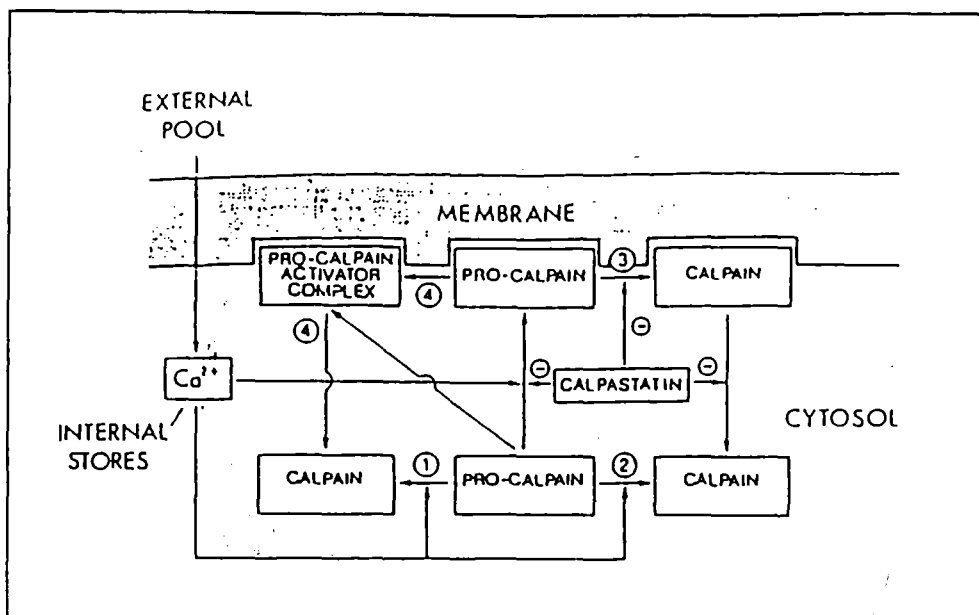 EXTERNAL
POOL
MEMBRANE
PRO-CALPAIN
ACTIVATOR
COMPLEX
④
PRO-CALPAIN
③
CALPAIN
④
⊖
Ca²⁺
⊖
CALPASTATIN
⊖
CYTOSOL
INTERNAL
STORES
CALPAIN
①
PRO-CALPAIN
②
CALPAIN